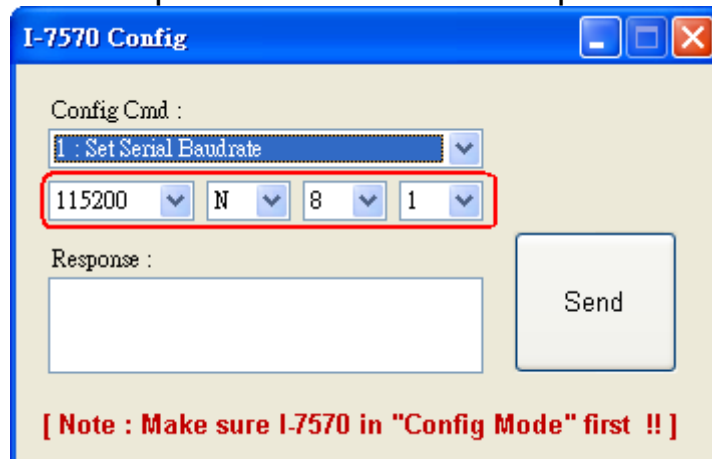 I-7570 Config
Config Cmd :
1 : Set Serial Baudrate
115200 N 8 1
Response :
Send
[ Note : Make sure I-7570 in "Config Mode" first !! ]